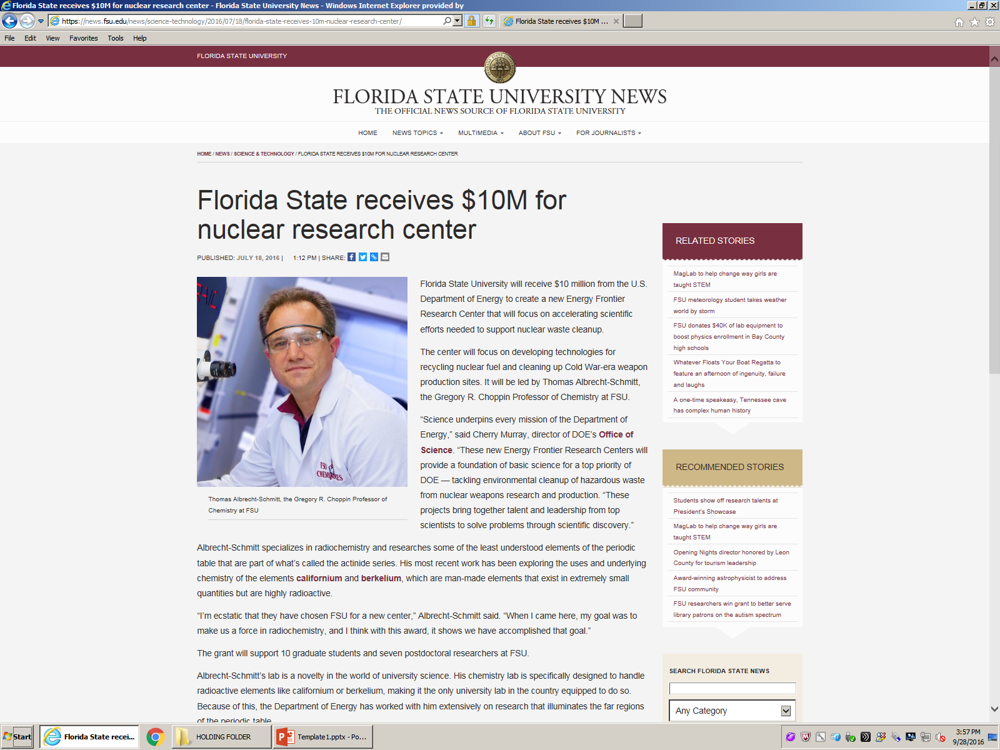 Florida State receives $10M for nuclear research center - Florida State University News - Windows Internet Explorer provided by
https://news.fsu.edu/news/science-technology/2016/07/18/florida-state-receives-10m-nuclear-research-center/
Florida State receives $10M ...
File Edit View Favorites Tools Help
FLORIDA STATE UNIVERSITY
FLORIDA STATE UNIVERSITY NEWS
THE OFFICIAL NEWS SOURCE OF FLORIDA STATE UNIVERSITY
HOME NEWS TOPICS MULTIMEDIA ABOUT FSU FOR JOURNALISTS
HOME / NEWS / SCIENCE & TECHNOLOGY / FLORIDA STATE RECEIVES $10M FOR NUCLEAR RESEARCH CENTER
Florida State receives $10M for
nuclear research center
PUBLISHED: JULY 18, 2016 | 1:12 PM | SHARE:
FSU
CHEM
Thomas Albrecht-Schmitt, the Gregory R. Choppin Professor of
Chemistry at FSU
Florida State University will receive $10 million from the U.S.
Department of Energy to create a new Energy Frontier
Research Center that will focus on accelerating scientific
efforts needed to support nuclear waste cleanup.
The center will focus on developing technologies for
recycling nuclear fuel and cleaning up Cold War-era weapon
production sites. It will be led by Thomas Albrecht-Schmitt,
the Gregory R. Choppin Professor of Chemistry at FSU.
“Science underpins every mission of the Department of
Energy,” said Cherry Murray, director of DOE’s Office of
Science. “These new Energy Frontier Research Centers will
provide a foundation of basic science for a top priority of
DOE — tackling environmental cleanup of hazardous waste
from nuclear weapons research and production. “These
projects bring together talent and leadership from top
scientists to solve problems through scientific discovery.”
Albrecht-Schmitt specializes in radiochemistry and researches some of the least understood elements of the periodic
table that are part of what’s called the actinide series. His most recent work has been exploring the uses and underlying
chemistry of the elements californium and berkelium, which are man-made elements that exist in extremely small
quantities but are highly radioactive.
“I’m ecstatic that they have chosen FSU for a new center,” Albrecht-Schmitt said. “When I came here, my goal was to
make us a force in radiochemistry, and I think with this award, it shows we have accomplished that goal.”
The grant will support 10 graduate students and seven postdoctoral researchers at FSU.
Albrecht-Schmitt’s lab is a novelty in the world of university science. His chemistry lab is specifically designed to handle
radioactive elements like californium or berkelium, making it the only university lab in the country equipped to do so.
Because of this, the Department of Energy has worked with him extensively on research that illuminates the far regions
of the periodic table
RELATED STORIES
MagLab to help change way girls are
taught STEM
FSU meteorology student takes weather
world by storm
FSU donates $40K of lab equipment to
boost physics enrollment in Bay County
high schools
Whatever Floats Your Boat Regatta to
feature an afternoon of ingenuity, failure
and laughs
A one-time speakeasy, Tennessee cave
has complex human history
RECOMMENDED STORIES
Students show off research talents at
President's Showcase
MagLab to help change way girls are
taught STEM
Opening Nights director honored by Leon
County for tourism leadership
Award-winning astrophysicist to address
FSU community
FSU researchers win grant to better serve
library patrons on the autism spectrum
SEARCH FLORIDA STATE NEWS
Any Category
Start
Florida State recei...
HOLDING FOLDER
Template1.pptx - Po...
3:57 PM
9/28/2016